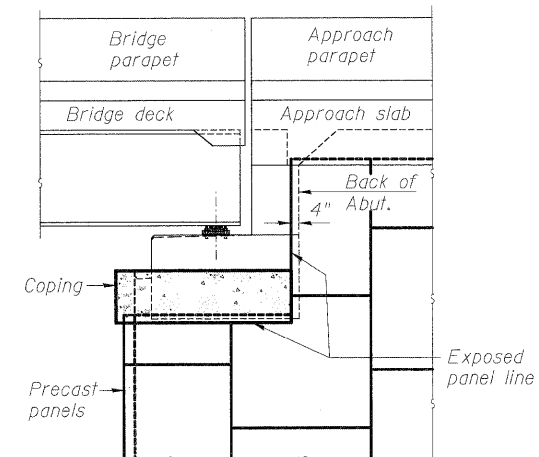 Bridge
parapet
Approach
parapet
Bridge deck
Approach slab
Back of
Abut.
4"
Coping
Exposed
panel line
Precast
panels